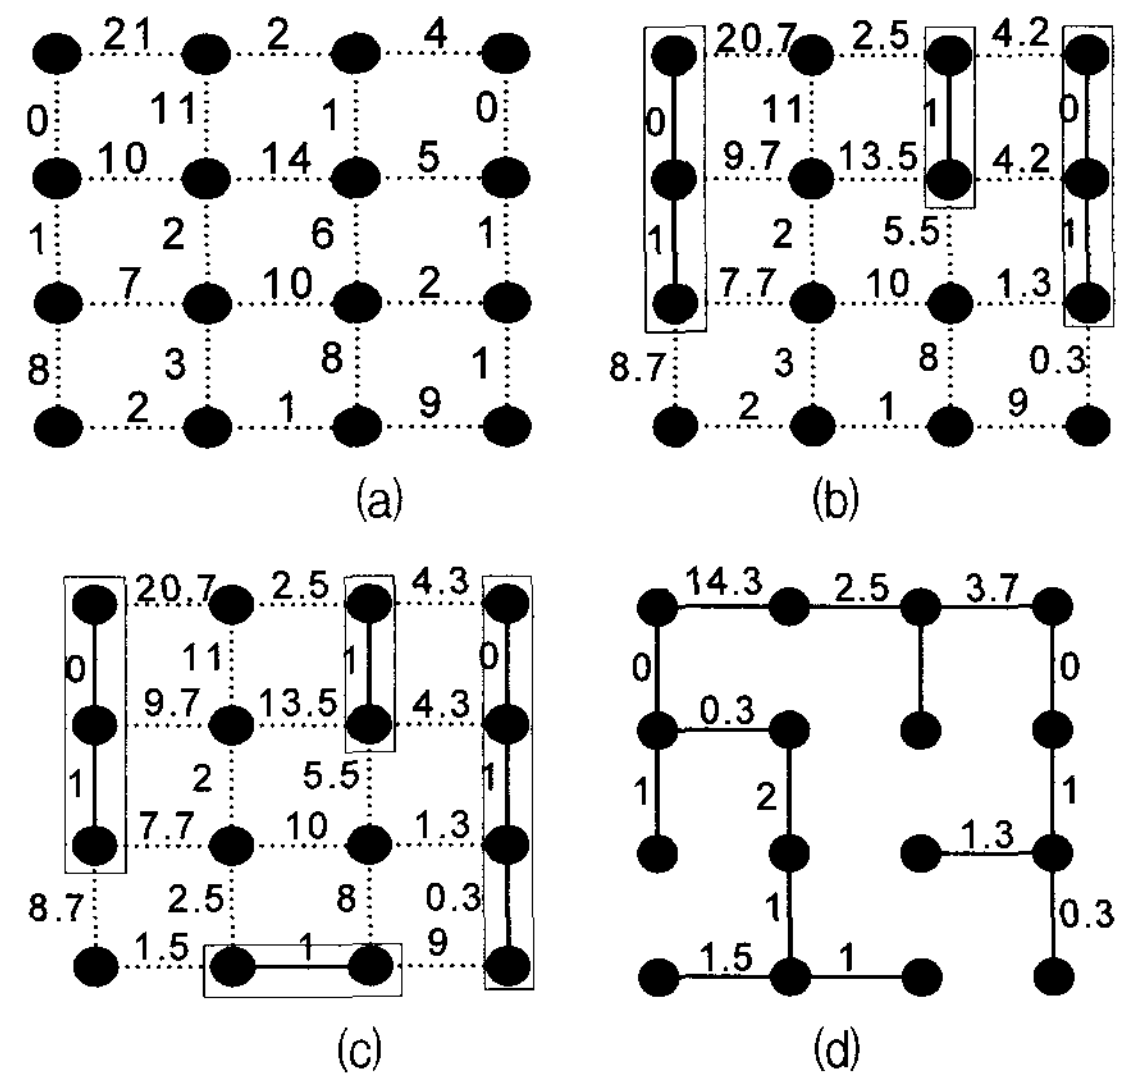 21 2 4 20.7 2.5 4.2
0 11 1 0 0 11 1 0
10 14 5 9.7 13.5 4.2
1 2 6 1 1 2 5.5 1
7 10 2 7.7 10 1.3
8 3 8 1 8.7 3 8 0.3
2 1 9 2 1 9
(a) (b)
20.7 2.5 4.3 14.3 2.5 3.7
0 11 1 0 0 0
9.7 13.5 4.3 0.3
1 2 5.5 1 1 2 1
7.7 10 1.3 1.3
8.7 2.5 8 0.3 1 0.3
1.5 1 9 1.5 1
(c) (d)